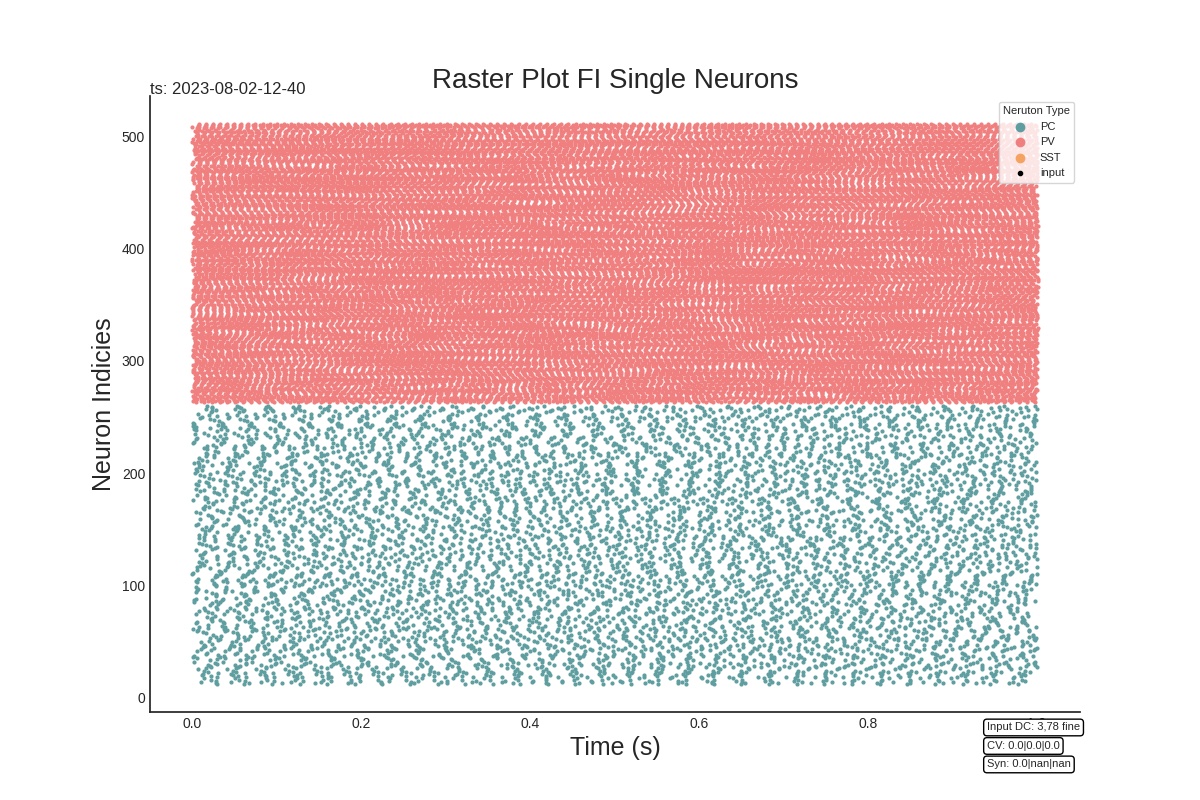 Raster Plot FI Single Neurons
ts: 2023-08-02-12-40
Neruton Type
PC
PV
SST
input
500
400
300
200
100
0
Neuron Indicies
0.0 0.2 0.4 0.6 0.8
Time (s)
Input DC: 3,78 fine
CV: 0.0|0.0|0.0
Syn: 0.0|nan|nan